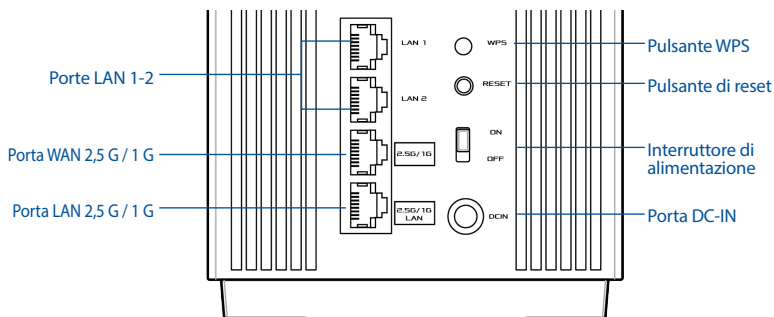 LAN 1
WPS
Pulsante WPS
Porte LAN 1-2
RESET
Pulsante di reset
LAN 2
ON
Porta WAN 2,5 G / 1 G
2.5G/1G
OFF
Interruttore di
alimentazione
Porta LAN 2,5 G / 1 G
2.5G/1G
LAN
DCIN
Porta DC-IN